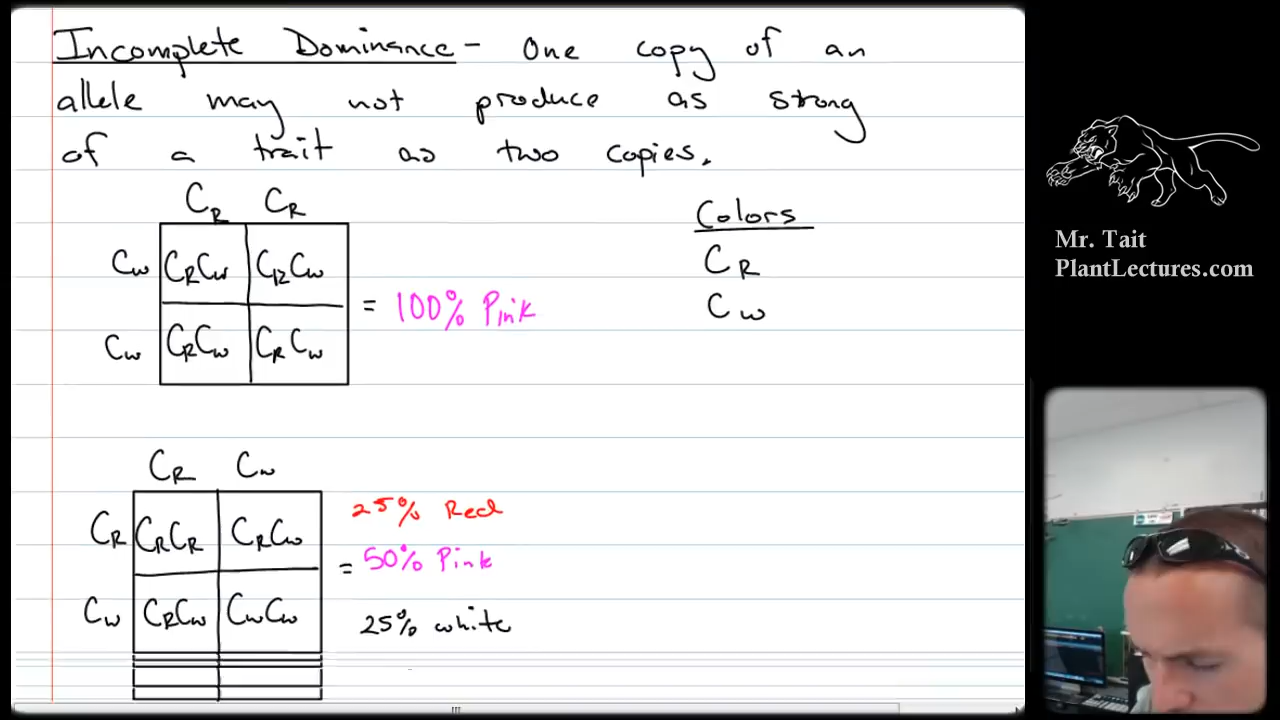 Incomplete Dominance - One copy of an
allele may not produce as strong
of a trait as two copies.
CR CR
Cw CRCw CRCw
Cw CRCw CRCw
= 100% Pink
Colors
CR
Cw
CR Cw
CR CRCR CRCw
Cw CRCw CwCw
25% Red
= 50% Pink
25% white
Mr. Tait
PlantLectures.com